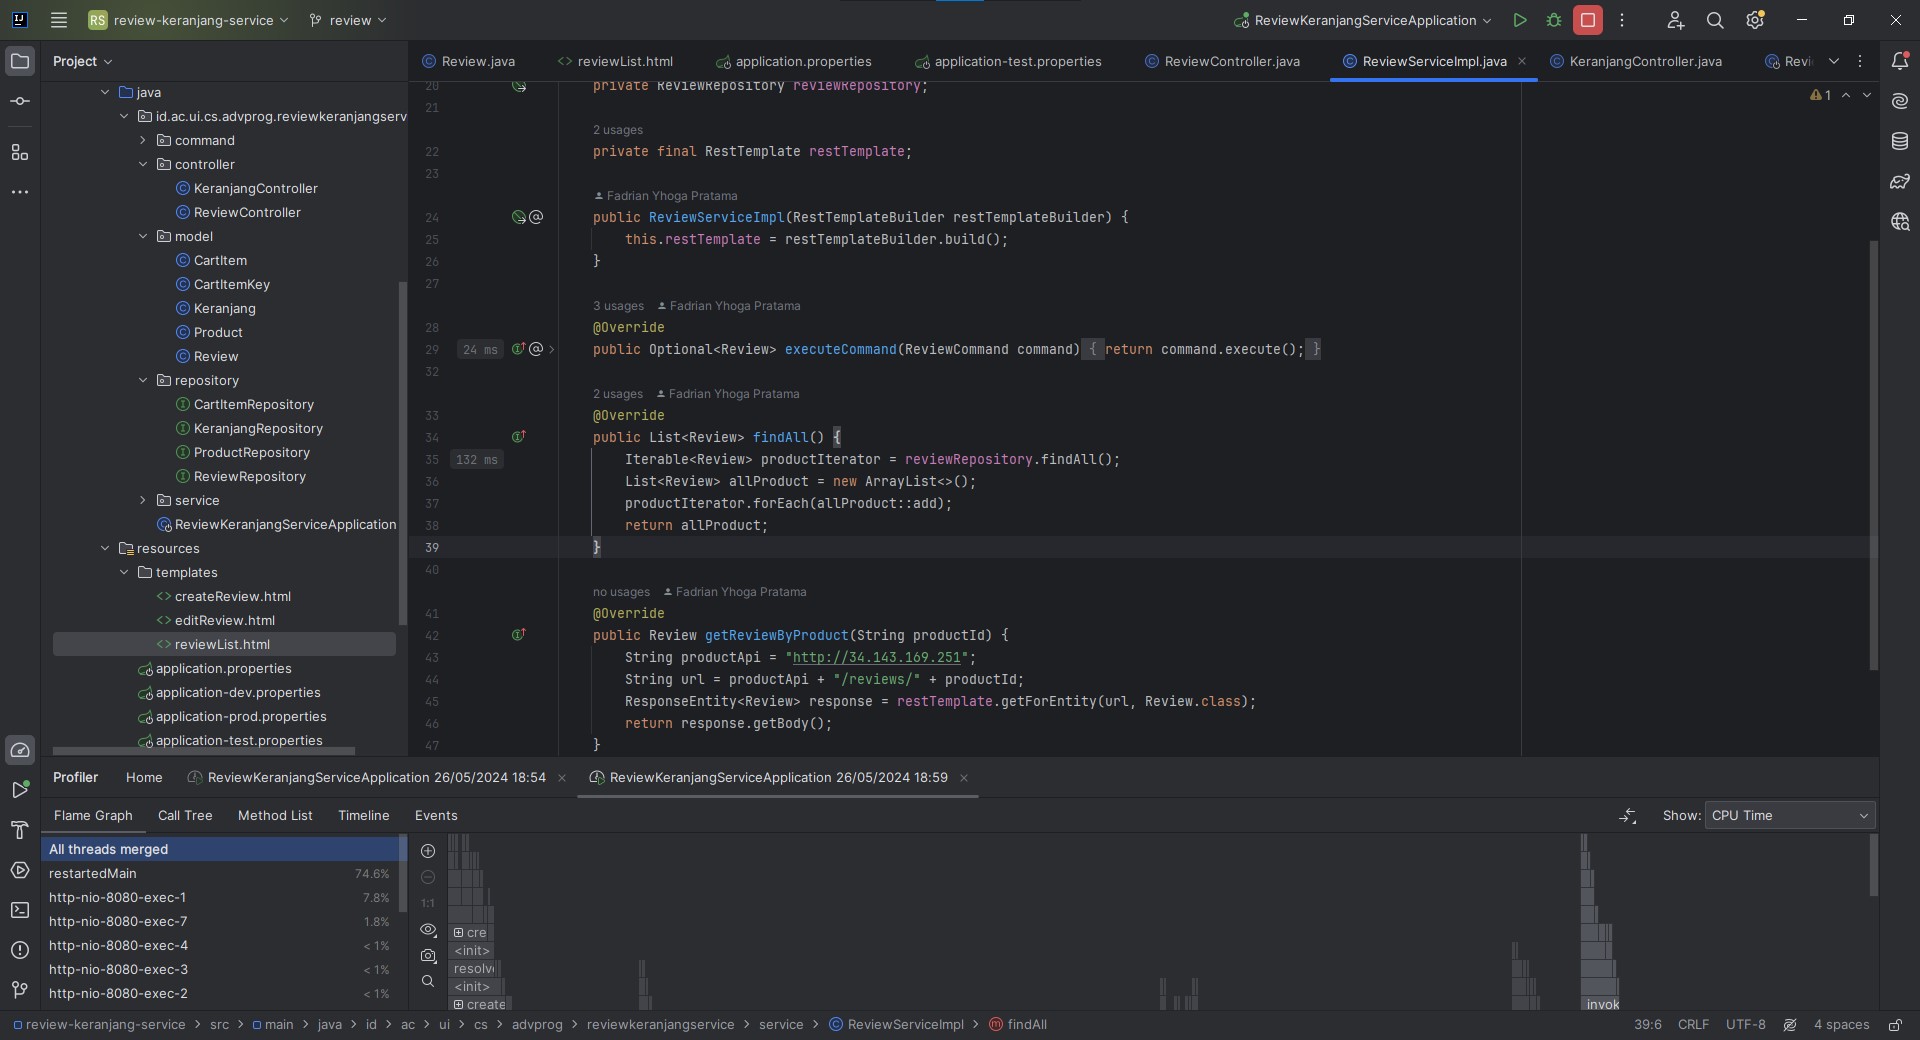 RS review-keranjang-service review ReviewKeranjangServiceApplication
Project
Review.java reviewList.html application.properties application-test.properties ReviewController.java ReviewServiceImpl.java KeranjangController.java Revi
java
id.ac.ui.cs.advprog.reviewkeranjangserv
command
controller
KeranjangController
ReviewController
model
CartItem
CartItemKey
Keranjang
Product
Review
repository
CartItemRepository
KeranjangRepository
ProductRepository
ReviewRepository
service
ReviewKeranjangServiceApplication
resources
templates
createReview.html
editReview.html
reviewList.html
application.properties
application-dev.properties
application-prod.properties
application-test.properties
1
20 private ReviewRepository reviewRepository;
21
2 usages
22 private final RestTemplate restTemplate;
23
Fadrian Yhoga Pratama
24 public ReviewServiceImpl(RestTemplateBuilder restTemplateBuilder) {
25 this.restTemplate = restTemplateBuilder.build();
26 }
27
3 usages Fadrian Yhoga Pratama
28 @Override
29 24 ms public Optional<Review> executeCommand(ReviewCommand command) { return command.execute(); }
32
2 usages Fadrian Yhoga Pratama
33 @Override
34 public List<Review> findAll() {
35 132 ms Iterable<Review> productIterator = reviewRepository.findAll();
36 List<Review> allProduct = new ArrayList<>();
37 productIterator.forEach(allProduct::add);
38 return allProduct;
39 }
40
no usages Fadrian Yhoga Pratama
41 @Override
42 public Review getReviewByProduct(String productId) {
43 String productApi = "http://34.143.169.251";
44 String url = productApi + "/reviews/" + productId;
45 ResponseEntity<Review> response = restTemplate.getForEntity(url, Review.class);
46 return response.getBody();
47 }
Profiler Home ReviewKeranjangServiceApplication 26/05/2024 18:54 ReviewKeranjangServiceApplication 26/05/2024 18:59
Flame Graph Call Tree Method List Timeline Events Show: CPU Time
All threads merged
restartedMain 74.6%
http-nio-8080-exec-1 7.8%
http-nio-8080-exec-7 1.8%
http-nio-8080-exec-4 < 1%
http-nio-8080-exec-3 < 1%
http-nio-8080-exec-2 < 1%
1:1
cre
<init>
resolv
<init>
create
invok
review-keranjang-service > src > main > java > id > ac > ui > cs > advprog > reviewkeranjangservice > service > ReviewServiceImpl > findAll 39:6 CRLF UTF-8 4 spaces